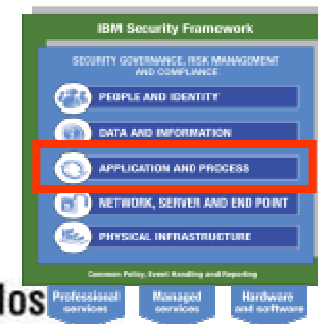 IBM Security Framework
SECURITY GOVERNANCE, RISK MANAGEMENT
AND COMPLIANCE
PEOPLE AND IDENTITY
DATA AND INFORMATION
APPLICATION AND PROCESS
NETWORK, SERVER AND END POINT
PHYSICAL INFRASTRUCTURE
Common Policy, Event Handling and Reporting
los
Professional
services
Managed
services
Hardware
and software